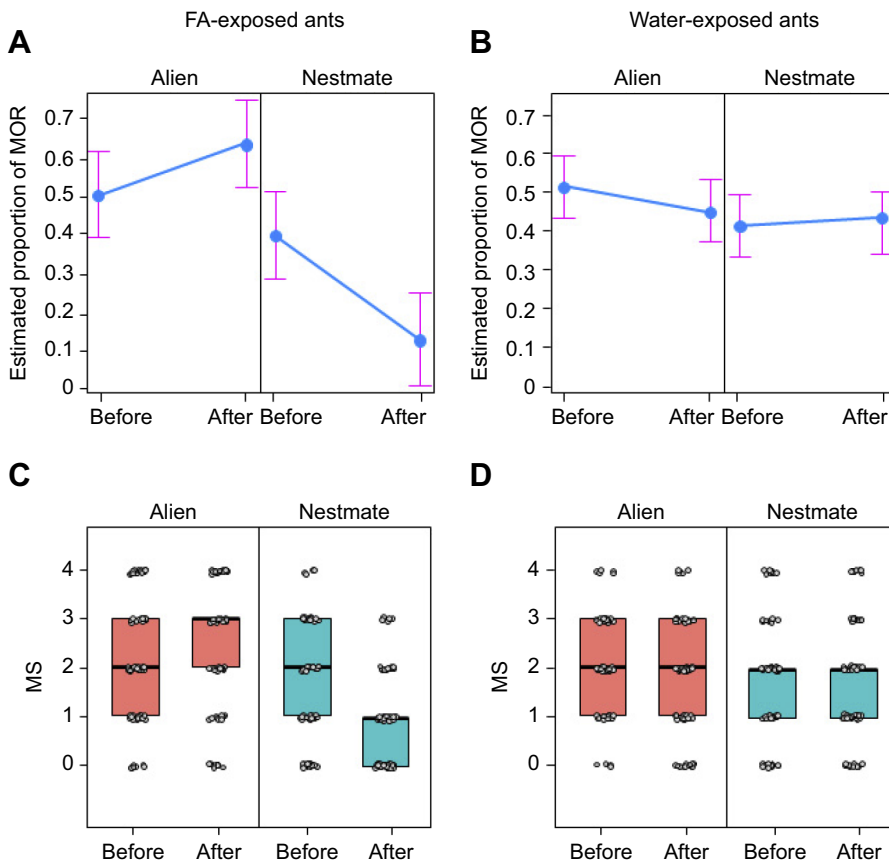 FA-exposed ants
Water-exposed ants
A
B
Alien
Nestmate
Alien
Nestmate
Estimated proportion of MOR
0.7
0.6
0.5
0.4
0.3
0.2
0.1
0
Before
After
Before
After
Estimated proportion of MOR
0.7
0.6
0.5
0.4
0.3
0.2
0.1
0
Before
After
Before
After
C
D
Alien
Nestmate
Alien
Nestmate
MS
4
3
2
1
0
Before
After
Before
After
MS
4
3
2
1
0
Before
After
Before
After